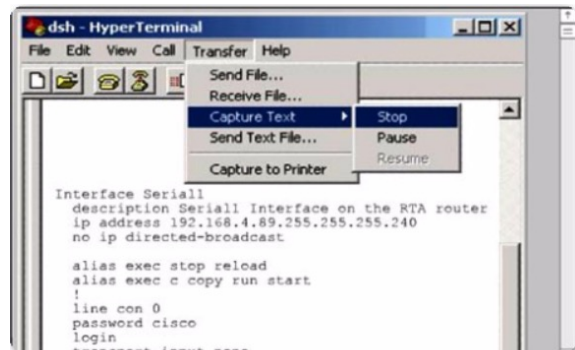 dsh - HyperTerminal
File Edit View Call Transfer Help
Send File...
Receive File...
Capture Text
Stop
Send Text File...
Pause
Resume
Capture to Printer
Interface Serial1
description Serial1 Interface on the RTA router
ip address 192.168.4.89.255.255.255.240
no ip directed-broadcast
alias exec stop reload
alias exec c copy run start
!
line con 0
password cisco
login
transport input none